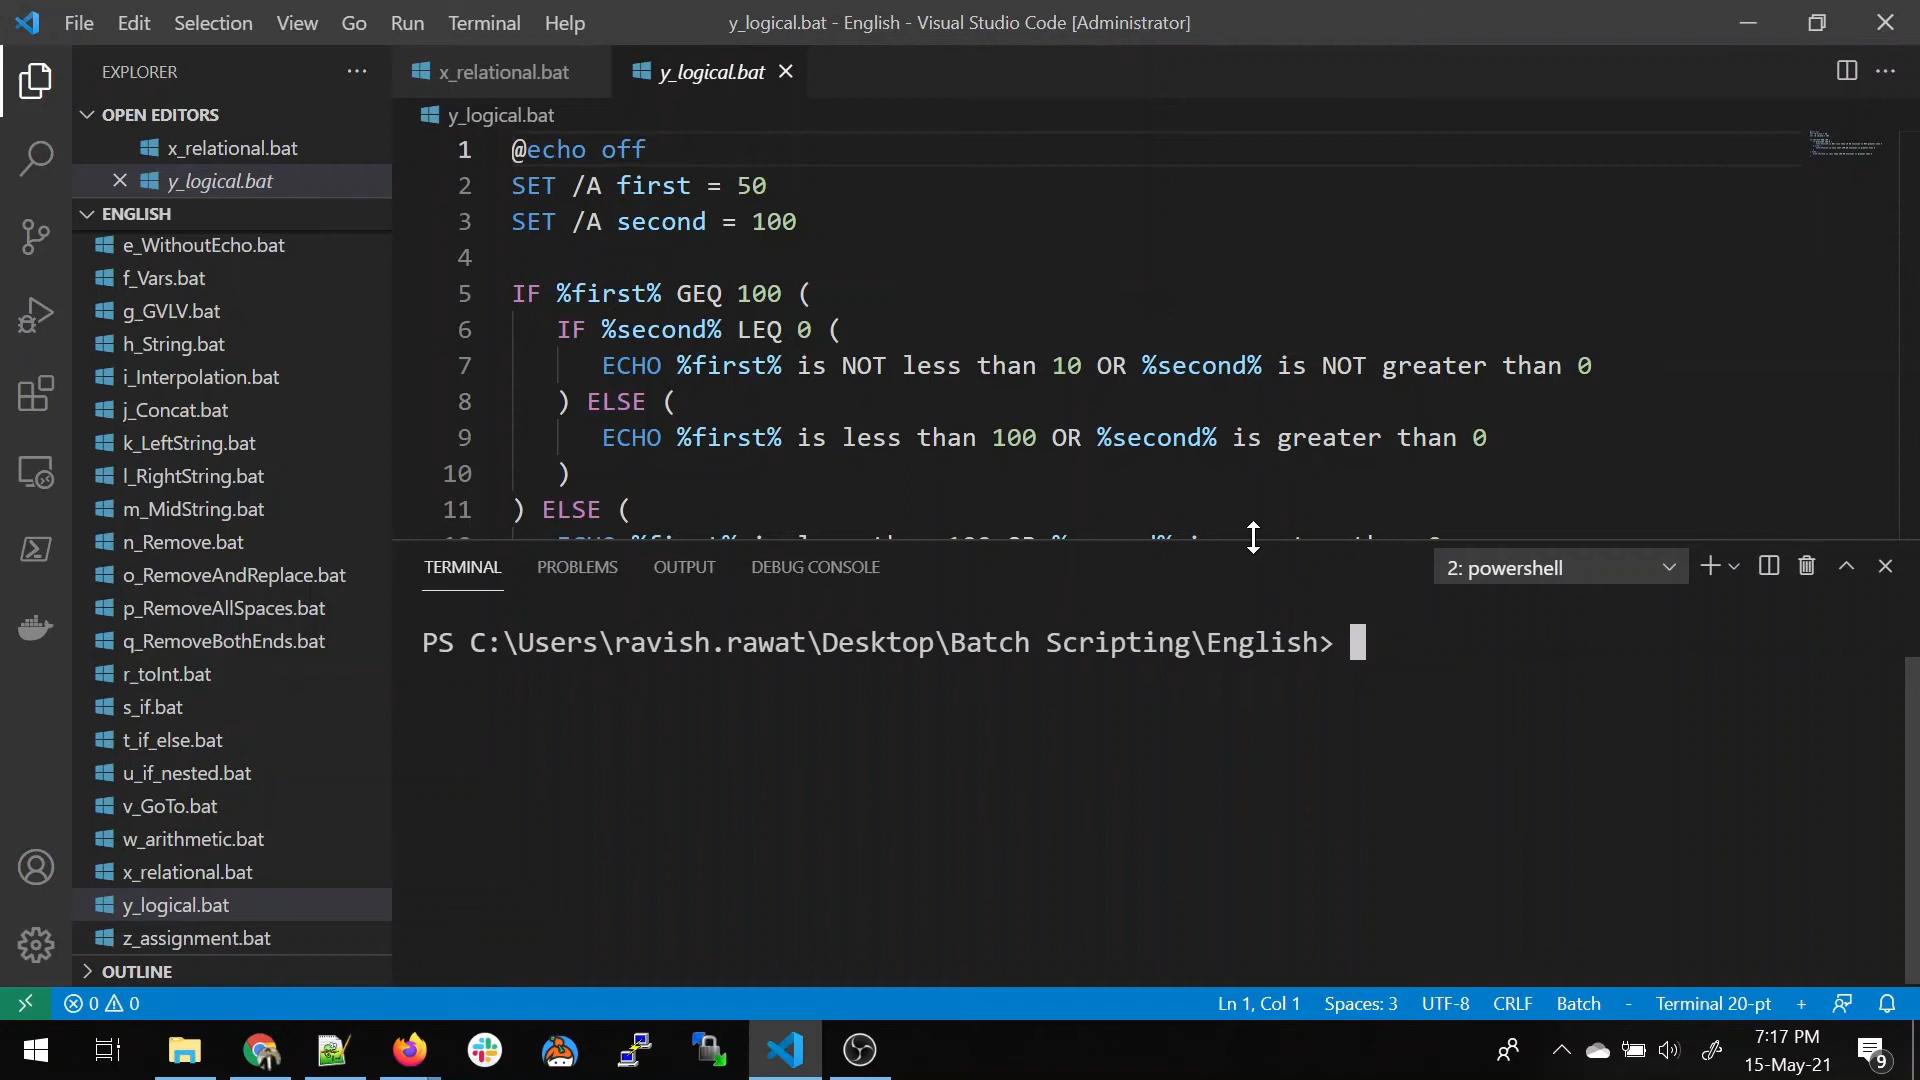 File Edit Selection View Go Run Terminal Help y_logical.bat - English - Visual Studio Code [Administrator]
EXPLORER
x_relational.bat
y_logical.bat
OPEN EDITORS
x_relational.bat
y_logical.bat
ENGLISH
e_WithoutEcho.bat
f_Vars.bat
g_GVLV.bat
h_String.bat
i_Interpolation.bat
j_Concat.bat
k_LeftString.bat
l_RightString.bat
m_MidString.bat
n_Remove.bat
o_RemoveAndReplace.bat
p_RemoveAllSpaces.bat
q_RemoveBothEnds.bat
r_toInt.bat
s_if.bat
t_if_else.bat
u_if_nested.bat
v_GoTo.bat
w_arithmetic.bat
x_relational.bat
y_logical.bat
z_assignment.bat
OUTLINE
y_logical.bat
1 @echo off
2 SET /A first = 50
3 SET /A second = 100
4
5 IF %first% GEQ 100 (
6 IF %second% LEQ 0 (
7 ECHO %first% is NOT less than 10 OR %second% is NOT greater than 0
8 ) ELSE (
9 ECHO %first% is less than 100 OR %second% is greater than 0
10 )
11 ) ELSE (
TERMINAL PROBLEMS OUTPUT DEBUG CONSOLE 2: powershell
PS C:\Users\ravish.rawat\Desktop\Batch Scripting\English>
0 0 Ln 1, Col 1 Spaces: 3 UTF-8 CRLF Batch - Terminal 20-pt +
7:17 PM
15-May-21
9